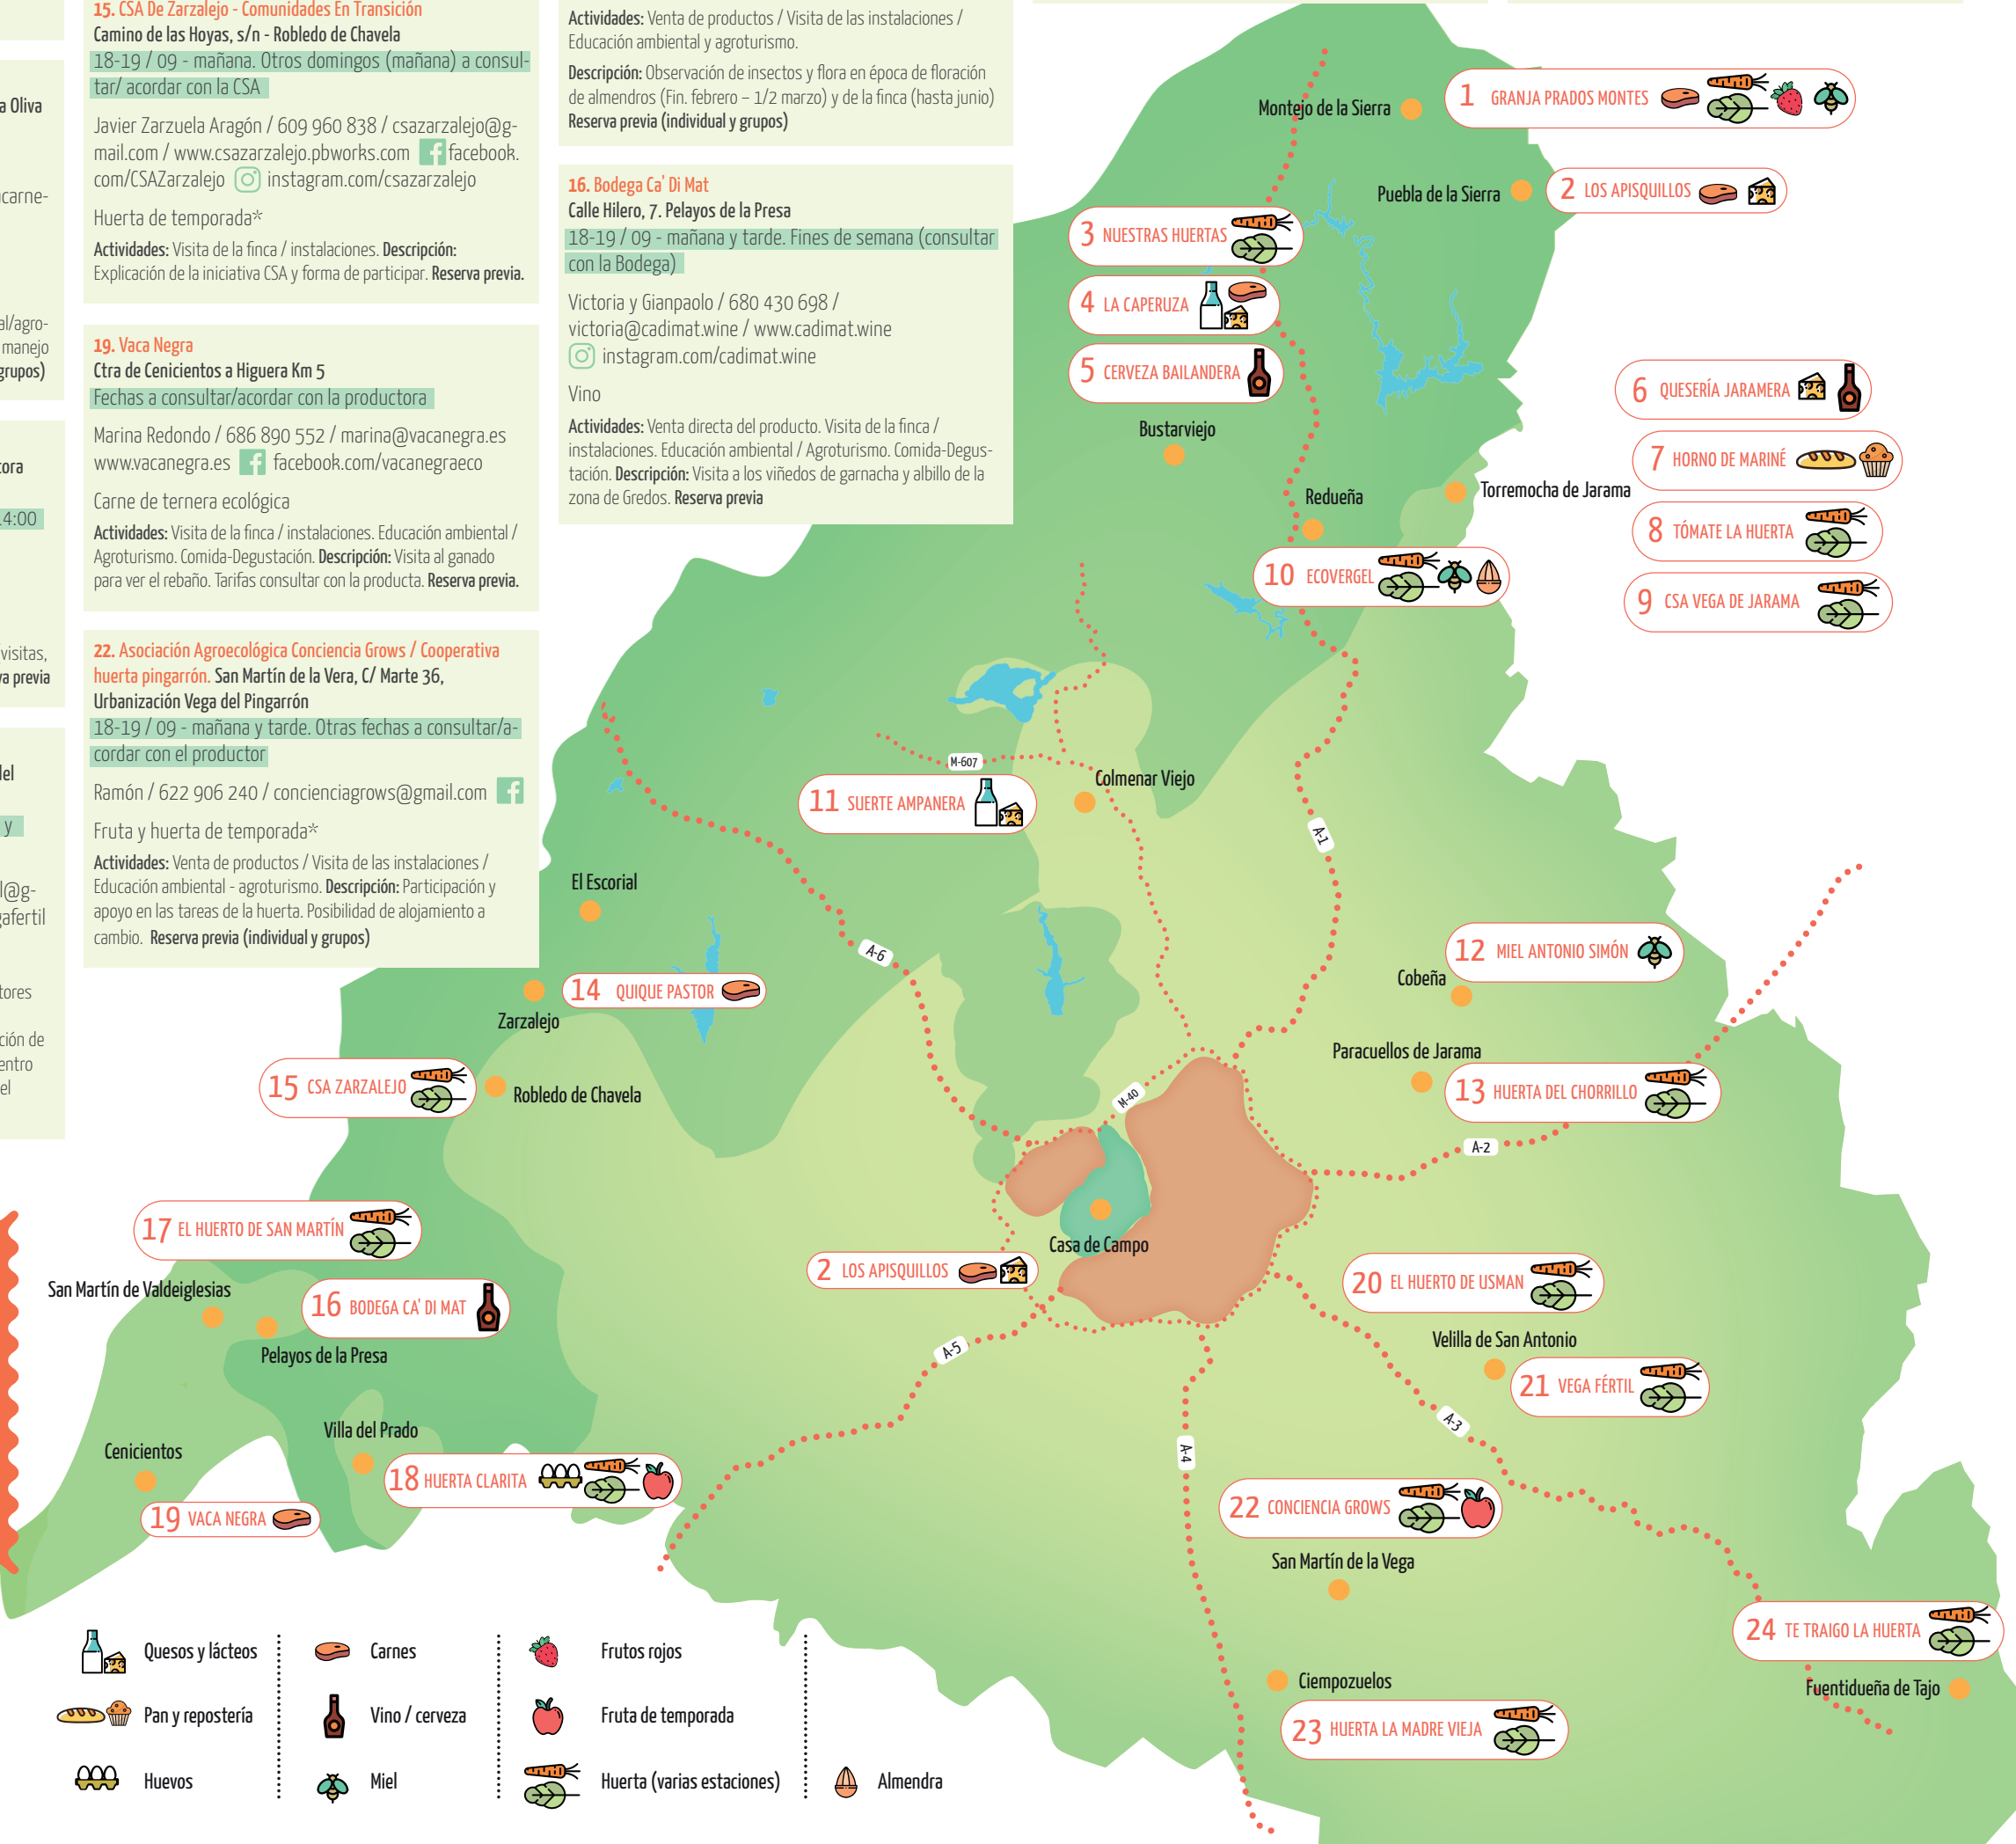 a Oliva
carne-
al/agro-
manejo
grupos)
tora
4:00
visitas,
va previa
del
y
l@g-
gafertil
tores
ción de
entro
el
15. CSA De Zarzalejo - Comunidades En Transición
Camino de las Hoyas, s/n - Robledo de Chavela
18-19 / 09 - mañana. Otros domingos (mañana) a consul-
tar/ acordar con la CSA
Javier Zarzuela Aragón / 609 960 838 / csazarzalejo@g-
mail.com / www.csazarzalejo.pbworks.com facebook.
com/CSAZarzalejo instagram.com/csazarzalejo
Huerta de temporada*
Actividades: Visita de la finca / instalaciones. Descripción:
Explicación de la iniciativa CSA y forma de participar. Reserva previa.
19. Vaca Negra
Ctra de Cenicientos a Higuera Km 5
Fechas a consultar/acordar con la productora
Marina Redondo / 686 890 552 / marina@vacanegra.es
www.vacanegra.es facebook.com/vacanegraeco
Carne de ternera ecológica
Actividades: Visita de la finca / instalaciones. Educación ambiental /
Agroturismo. Comida-Degustación. Descripción: Visita al ganado
para ver el rebaño. Tarifas consultar con la producta. Reserva previa.
22. Asociación Agroecológica Conciencia Grows / Cooperativa
huerta pingarrón. San Martín de la Vera, C/ Marte 36,
Urbanización Vega del Pingarrón
18-19 / 09 - mañana y tarde. Otras fechas a consultar/a-
cordar con el productor
Ramón / 622 906 240 / concienciagrows@gmail.com
Fruta y huerta de temporada*
Actividades: Venta de productos / Visita de las instalaciones /
Educación ambiental - agroturismo. Descripción: Participación y
apoyo en las tareas de la huerta. Posibilidad de alojamiento a
cambio. Reserva previa (individual y grupos)
Actividades: Venta de productos / Visita de las instalaciones /
Educación ambiental y agroturismo.
Descripción: Observación de insectos y flora en época de floración
de almendros (Fin. febrero – 1/2 marzo) y de la finca (hasta junio)
Reserva previa (individual y grupos)
16. Bodega Ca' Di Mat
Calle Hilero, 7. Pelayos de la Presa
18-19 / 09 - mañana y tarde. Fines de semana (consultar
con la Bodega)
Victoria y Gianpaolo / 680 430 698 /
victoria@cadimat.wine / www.cadimat.wine
instagram.com/cadimat.wine
Vino
Actividades: Venta directa del producto. Visita de la finca /
instalaciones. Educación ambiental / Agroturismo. Comida-Degus-
tación. Descripción: Visita a los viñedos de garnacha y albillo de la
zona de Gredos. Reserva previa
Montejo de la Sierra
1 GRANJA PRADOS MONTES
Puebla de la Sierra
2 LOS APISQUILLOS
3 NUESTRAS HUERTAS
4 LA CAPERUZA
5 CERVEZA BAILANDERA
Bustarviejo
6 QUESERÍA JARAMERA
7 HORNO DE MARINÉ
Torremocha de Jarama
8 TÓMATE LA HUERTA
9 CSA VEGA DE JARAMA
Redueña
10 ECOVERGEL
M-607
Colmenar Viejo
11 SUERTE AMPANERA
A-1
El Escorial
A-6
12 MIEL ANTONIO SIMÓN
Cobeña
14 QUIQUE PASTOR
Zarzalejo
Paracuellos de Jarama
13 HUERTA DEL CHORRILLO
15 CSA ZARZALEJO
Robledo de Chavela
M-40
A-2
17 EL HUERTO DE SAN MARTÍN
Casa de Campo
2 LOS APISQUILLOS
San Martín de Valdeiglesias
16 BODEGA CA' DI MAT
Pelayos de la Presa
20 EL HUERTO DE USMAN
Velilla de San Antonio
21 VEGA FÉRTIL
A-5
A-3
A-4
Villa del Prado
Cenicientos
18 HUERTA CLARITA
19 VACA NEGRA
22 CONCIENCIA GROWS
San Martín de la Vega
24 TE TRAIGO LA HUERTA
Fuentidueña de Tajo
Ciempozuelos
23 HUERTA LA MADRE VIEJA
Quesos y lácteos
Pan y repostería
Huevos
Carnes
Vino / cerveza
Miel
Frutos rojos
Fruta de temporada
Huerta (varias estaciones)
Almendra